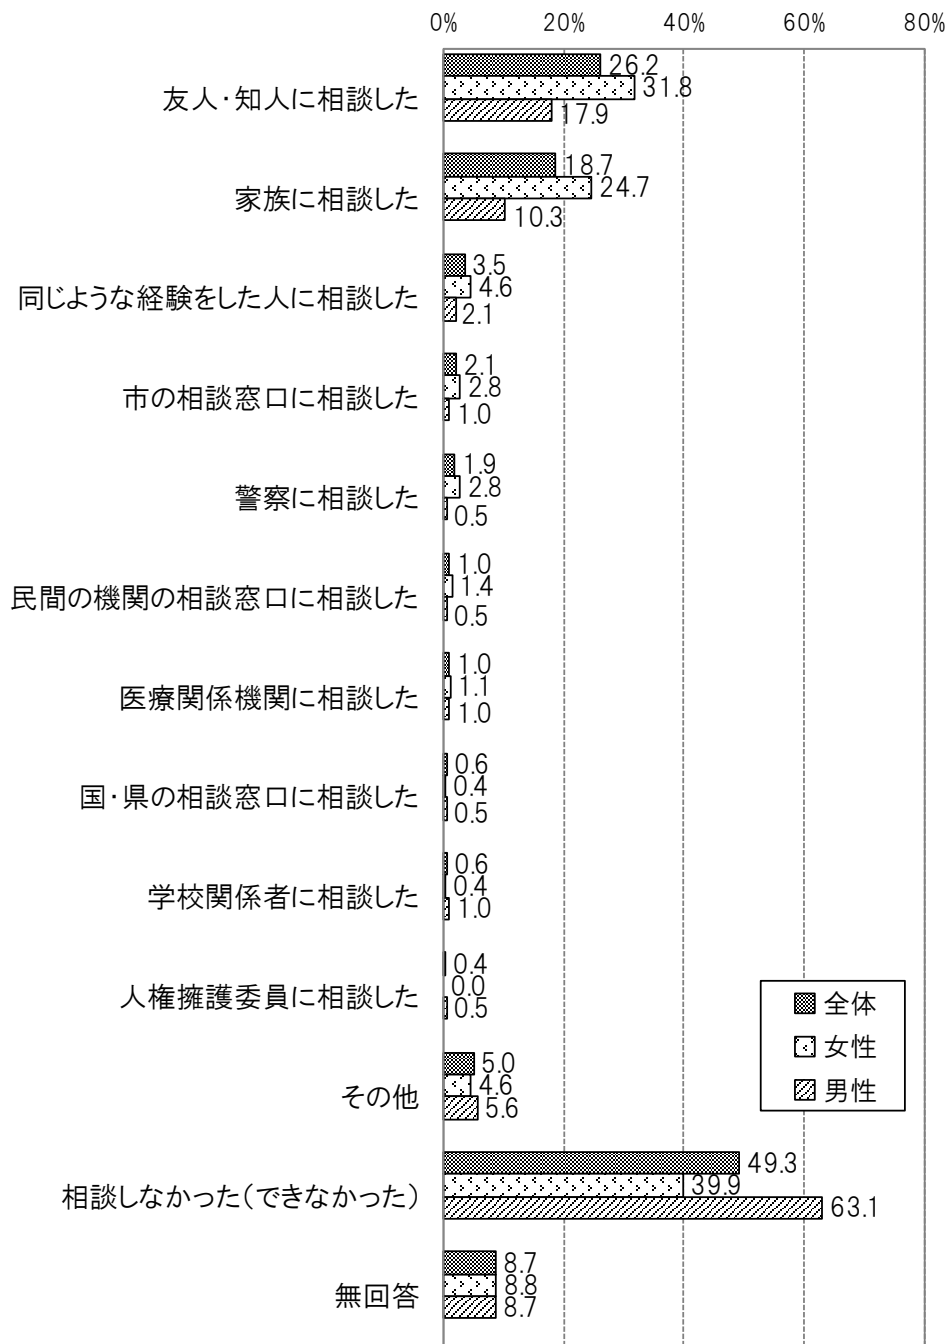 0% 20% 40% 60% 80%
友人・知人に相談した
26.2
31.8
17.9
家族に相談した
18.7
24.7
10.3
同じような経験をした人に相談した
3.5
4.6
2.1
市の相談窓口に相談した
2.1
2.8
1.0
警察に相談した
1.9
2.8
0.5
民間の機関の相談窓口に相談した
1.0
1.4
0.5
医療関係機関に相談した
1.0
1.1
1.0
国・県の相談窓口に相談した
0.6
0.4
0.5
学校関係者に相談した
0.6
0.4
1.0
人権擁護委員に相談した
0.4
0.0
0.5
その他
5.0
4.6
5.6
相談しなかった(できなかった)
49.3
39.9
63.1
無回答
8.7
8.8
8.7
全体
女性
男性